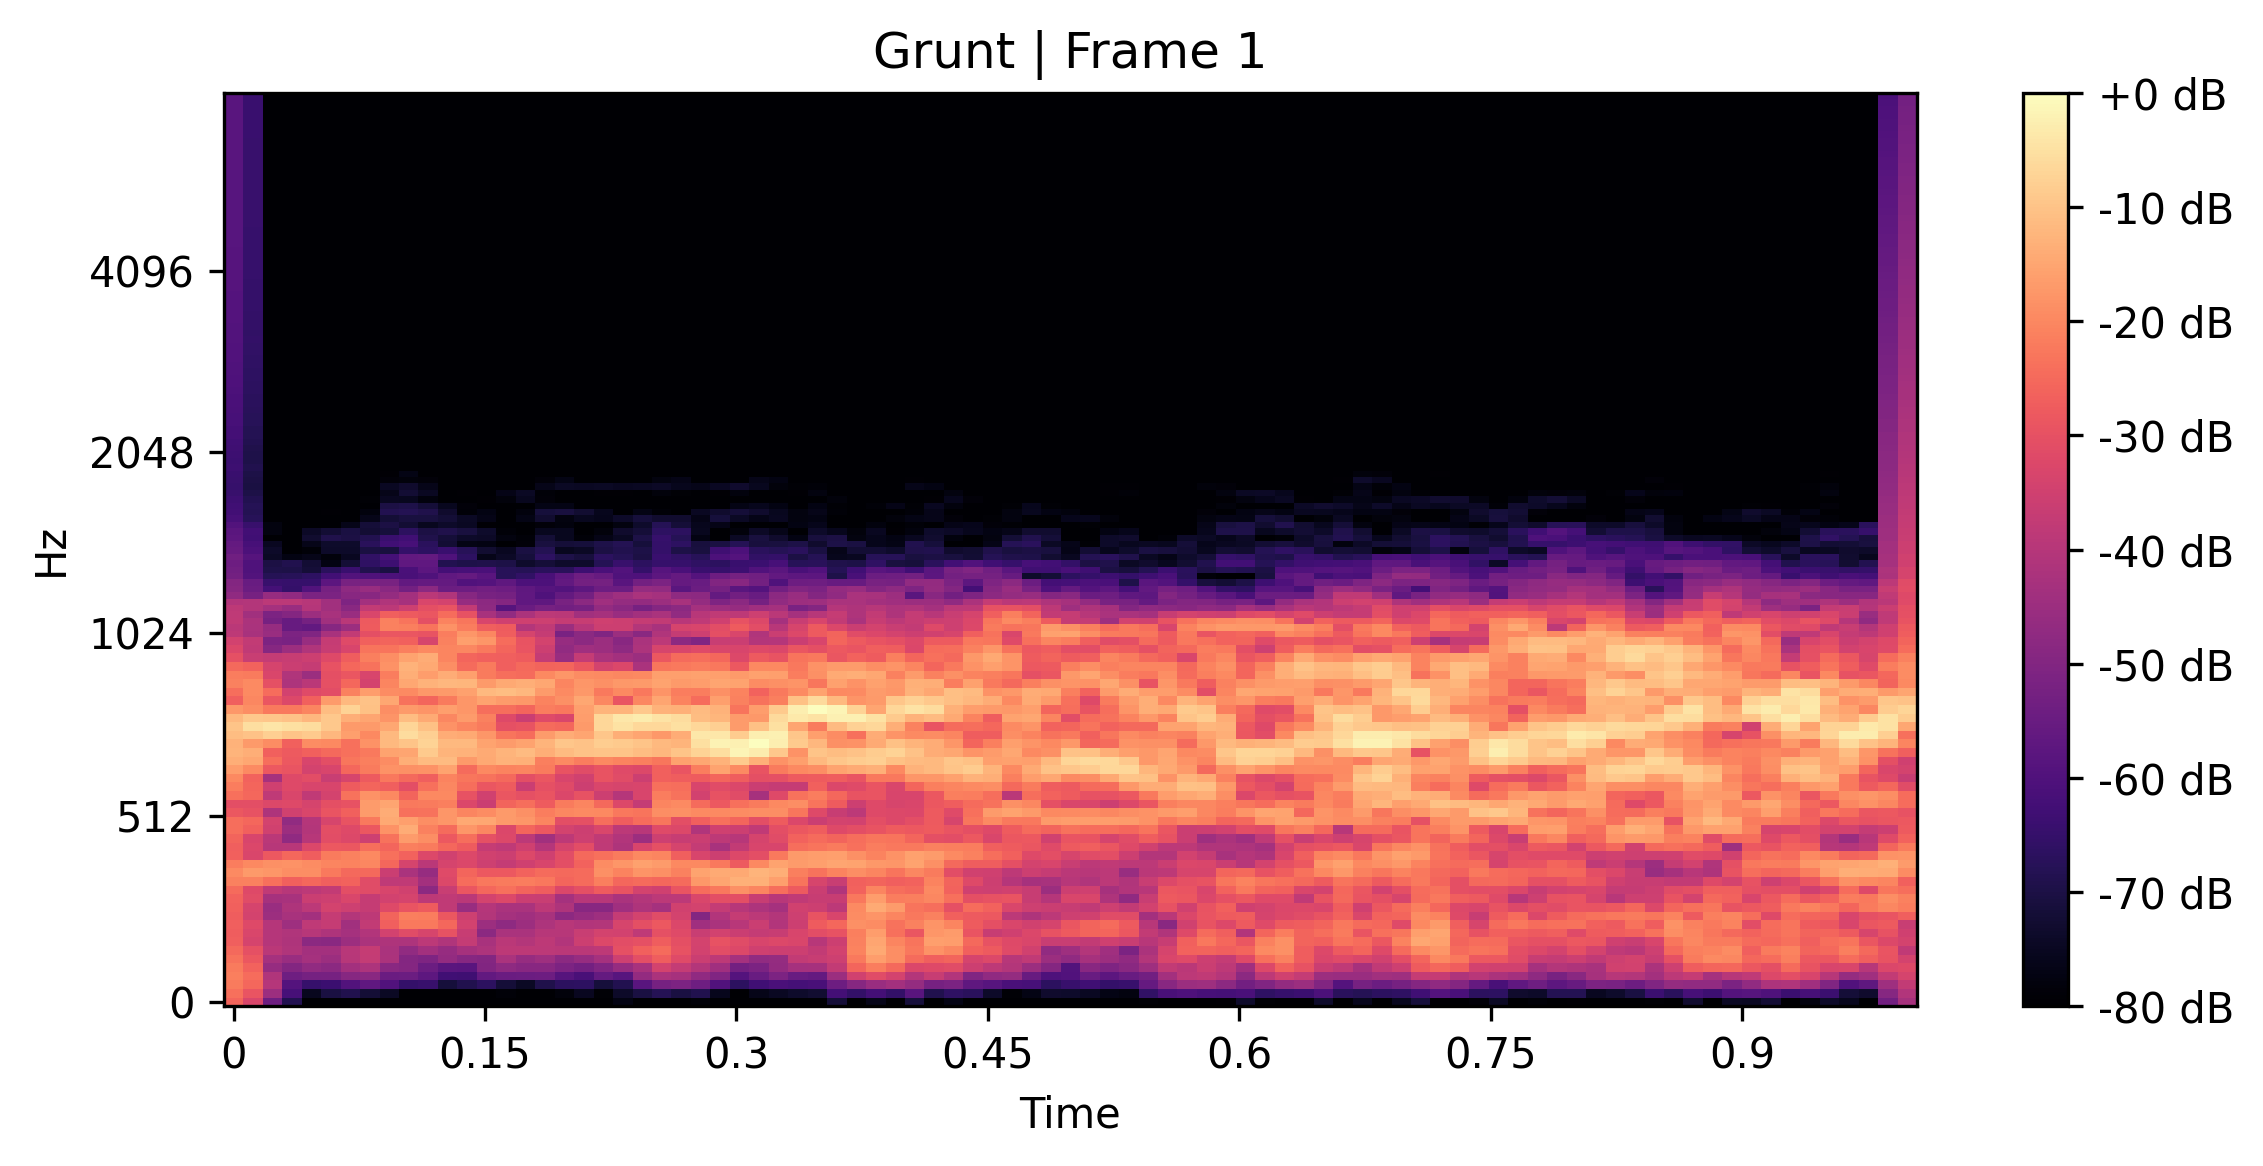 Grunt | Frame 1
Hz
4096
2048
1024
512
0
0 0.15 0.3 0.45 0.6 0.75 0.9
Time
+0 dB
-10 dB
-20 dB
-30 dB
-40 dB
-50 dB
-60 dB
-70 dB
-80 dB